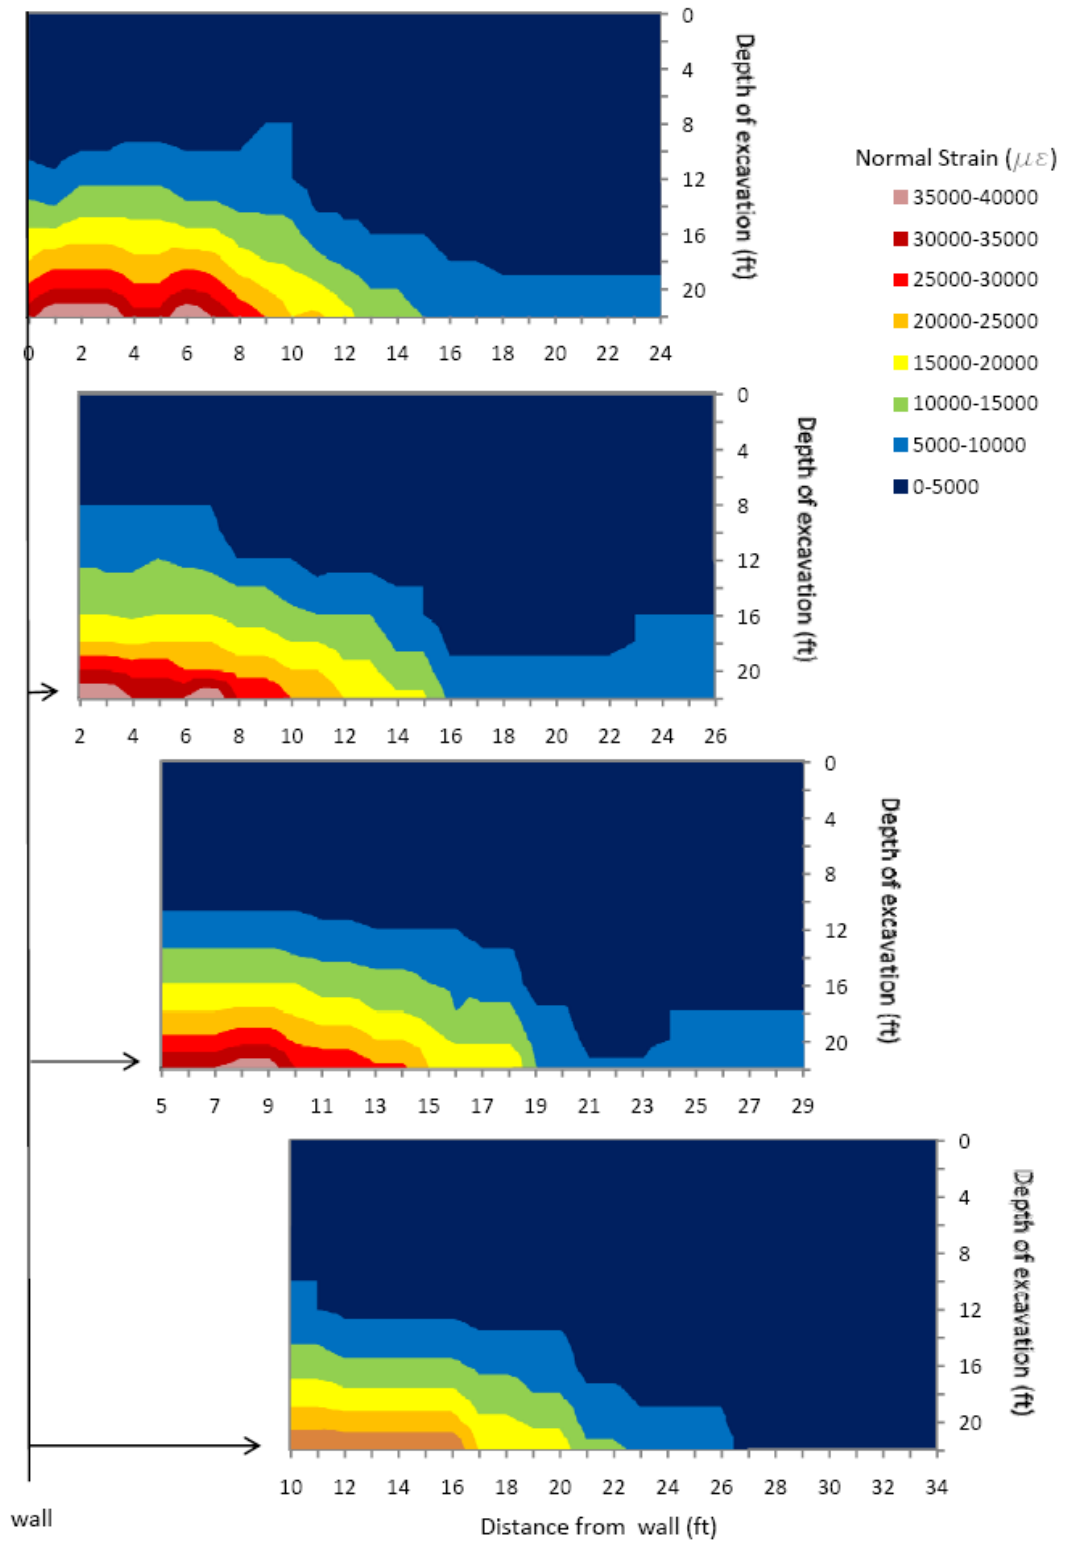 0
4
8
12
16
20
Depth of excavation (ft)
0 2 4 6 8 10 12 14 16 18 20 22 24
Normal Strain (με)
35000-40000
30000-35000
25000-30000
20000-25000
15000-20000
10000-15000
5000-10000
0-5000
0
4
8
12
16
20
Depth of excavation (ft)
2 4 6 8 10 12 14 16 18 20 22 24 26
0
4
8
12
16
20
Depth of excavation (ft)
5 7 9 11 13 15 17 19 21 23 25 27 29
0
4
8
12
16
20
Depth of excavation (ft)
10 12 14 16 18 20 22 24 26 28 30 32 34
wall
Distance from wall (ft)